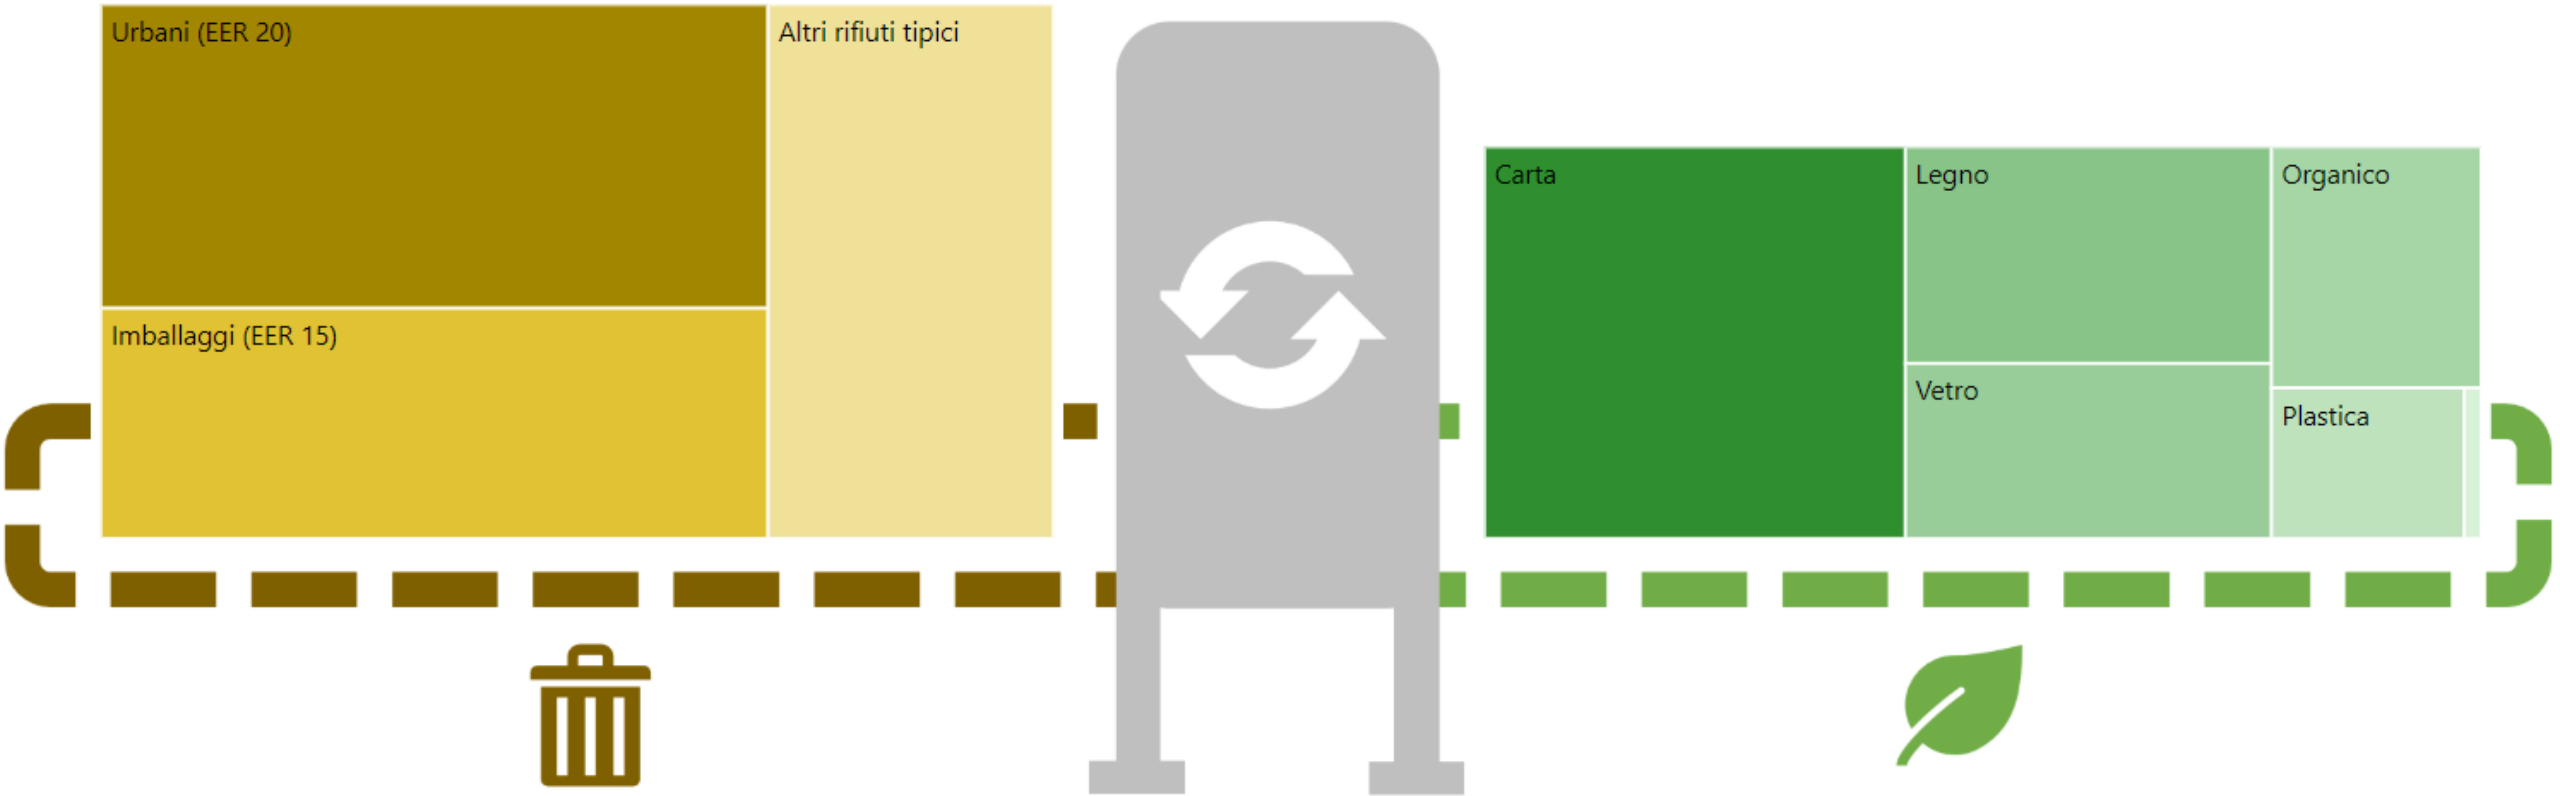 Urbani (EER 20)
Altri rifiuti tipici
Imballaggi (EER 15)
Carta
Legno
Organico
Vetro
Plastica